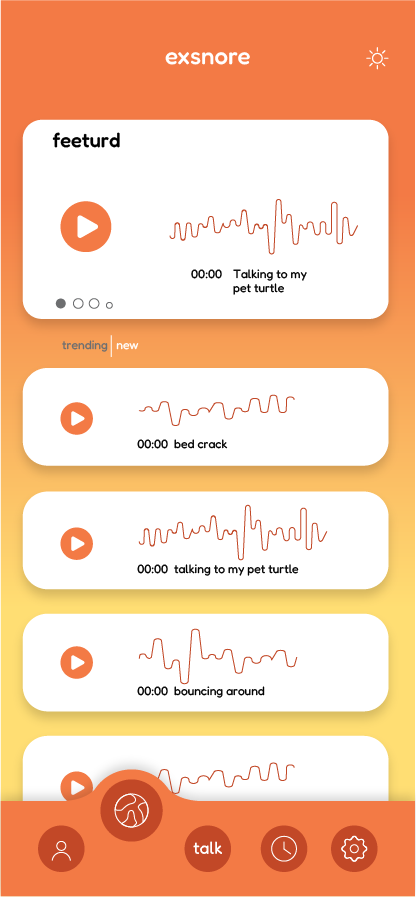 exsnore
feeturd
00:00 Talking to my
pet turtle
trending new
00:00 bed crack
00:00 talking to my pet turtle
00:00 bouncing around
talk